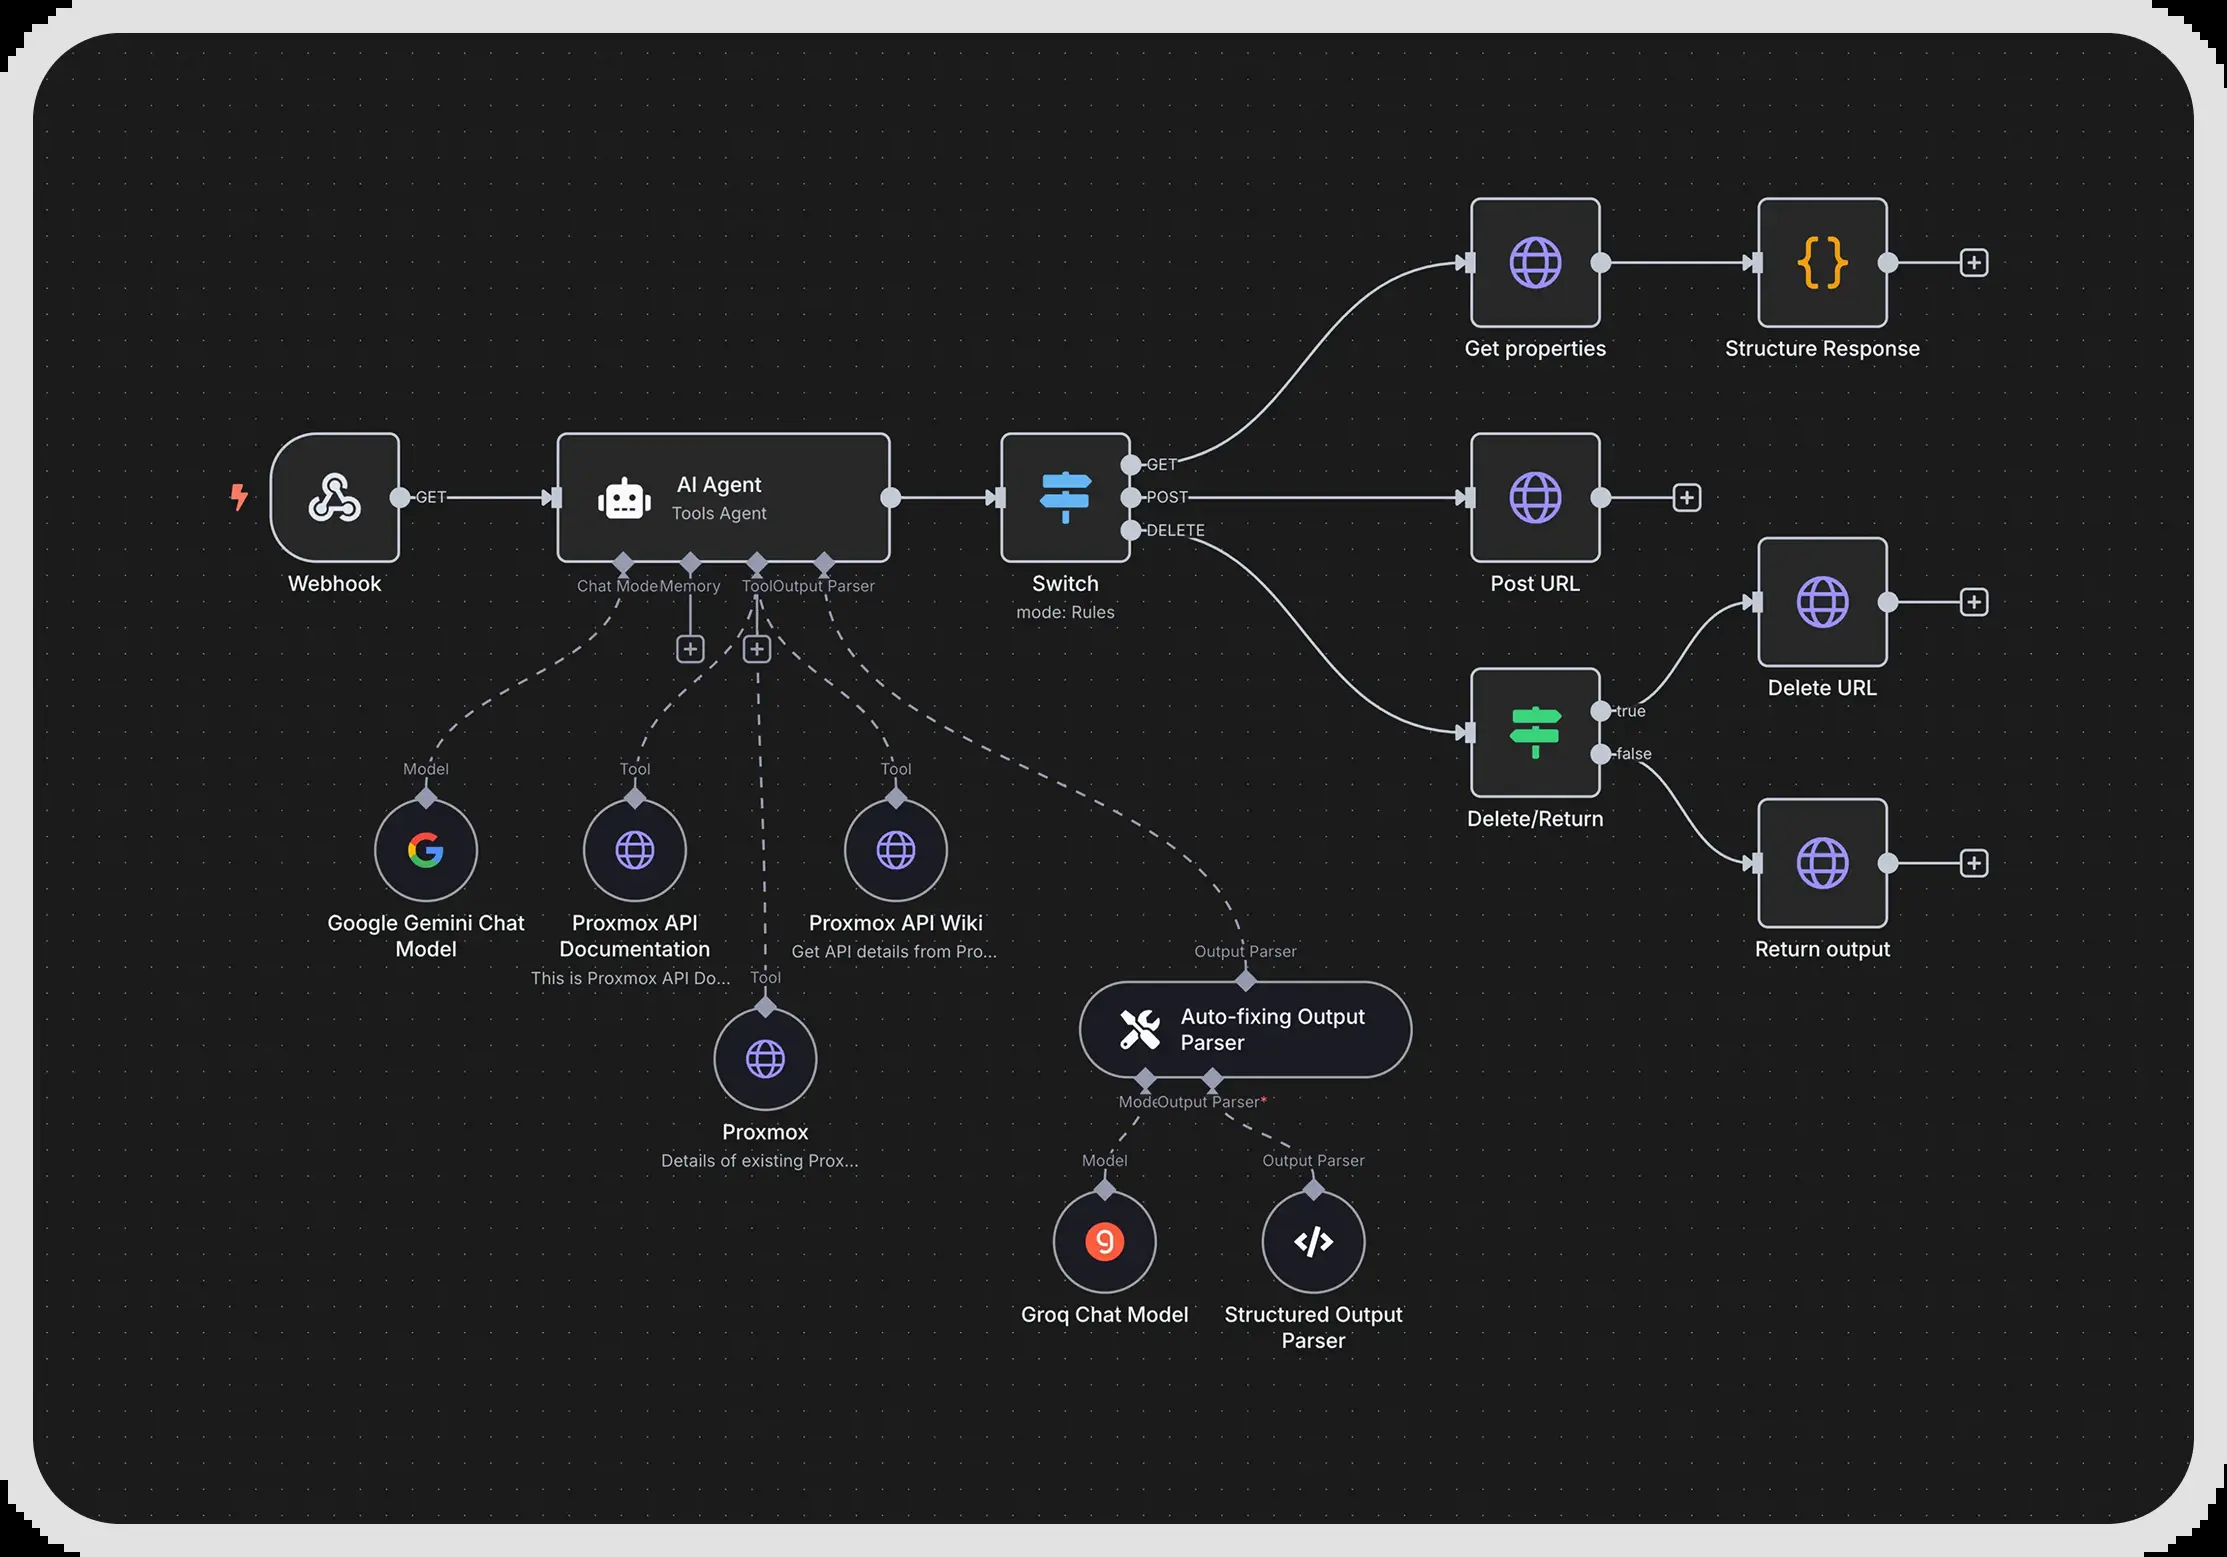 Get properties
Structure Response
GET
AI Agent
Tools Agent
GET
POST
DELETE
Webhook
Chat Mode
Memory
Tool
Output Parser
Switch
mode: Rules
Post URL
Delete URL
true
false
Delete/Return
Return output
Model
Tool
Tool
Google Gemini Chat
Model
Proxmox API
Documentation
This is Proxmox API Do...
Proxmox API Wiki
Get API details from Pro...
Tool
Proxmox
Details of existing Prox...
Output Parser
Auto-fixing Output
Parser
Mode
Output Parser*
Model
Output Parser
g
Groq Chat Model
Structured Output
Parser